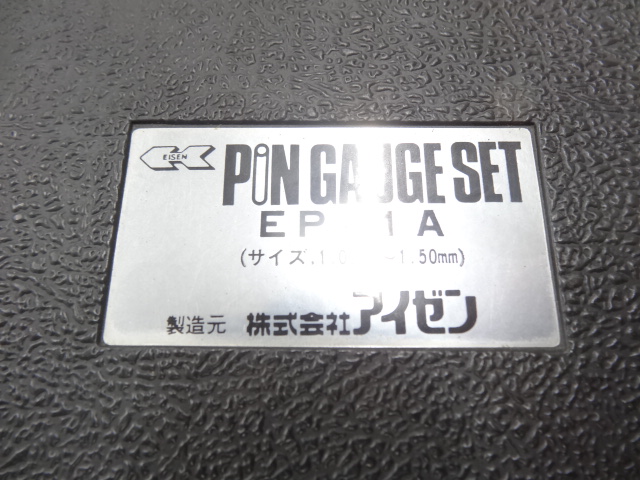 EISEN
PIN GAUGE SET
EP 1A
(サイズ.1.0 -1.50mm)
製造元 株式会社アイゼン